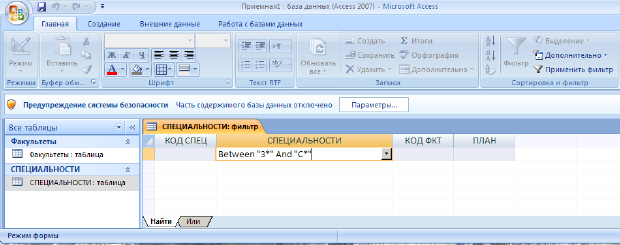 Приемная1 : база данных (Access 2007) - Microsoft Access
Главная Создание Внешние данные Работа с базами данных
Режим Вставить Обновить все Создать Сохранить Удалить Итоги Орфография Дополнительно Фильтр Выделение Дополнительно Применить фильтр
Режимы Буфер обм... Шрифт Текст RTF Записи Сортировка и фильтр
Предупреждение системы безопасности Часть содержимого базы данных отключено Параметры...
Все таблицы СПЕЦИАЛЬНОСТИ: фильтр
Факультеты КОД СПЕЦ СПЕЦИАЛЬНОСТИ КОД ФКТ ПЛАН
Факультеты : таблица Between "З*" And "С*"
СПЕЦИАЛЬНОСТИ
СПЕЦИАЛЬНОСТИ : таблица
Найти Или
Режим формы